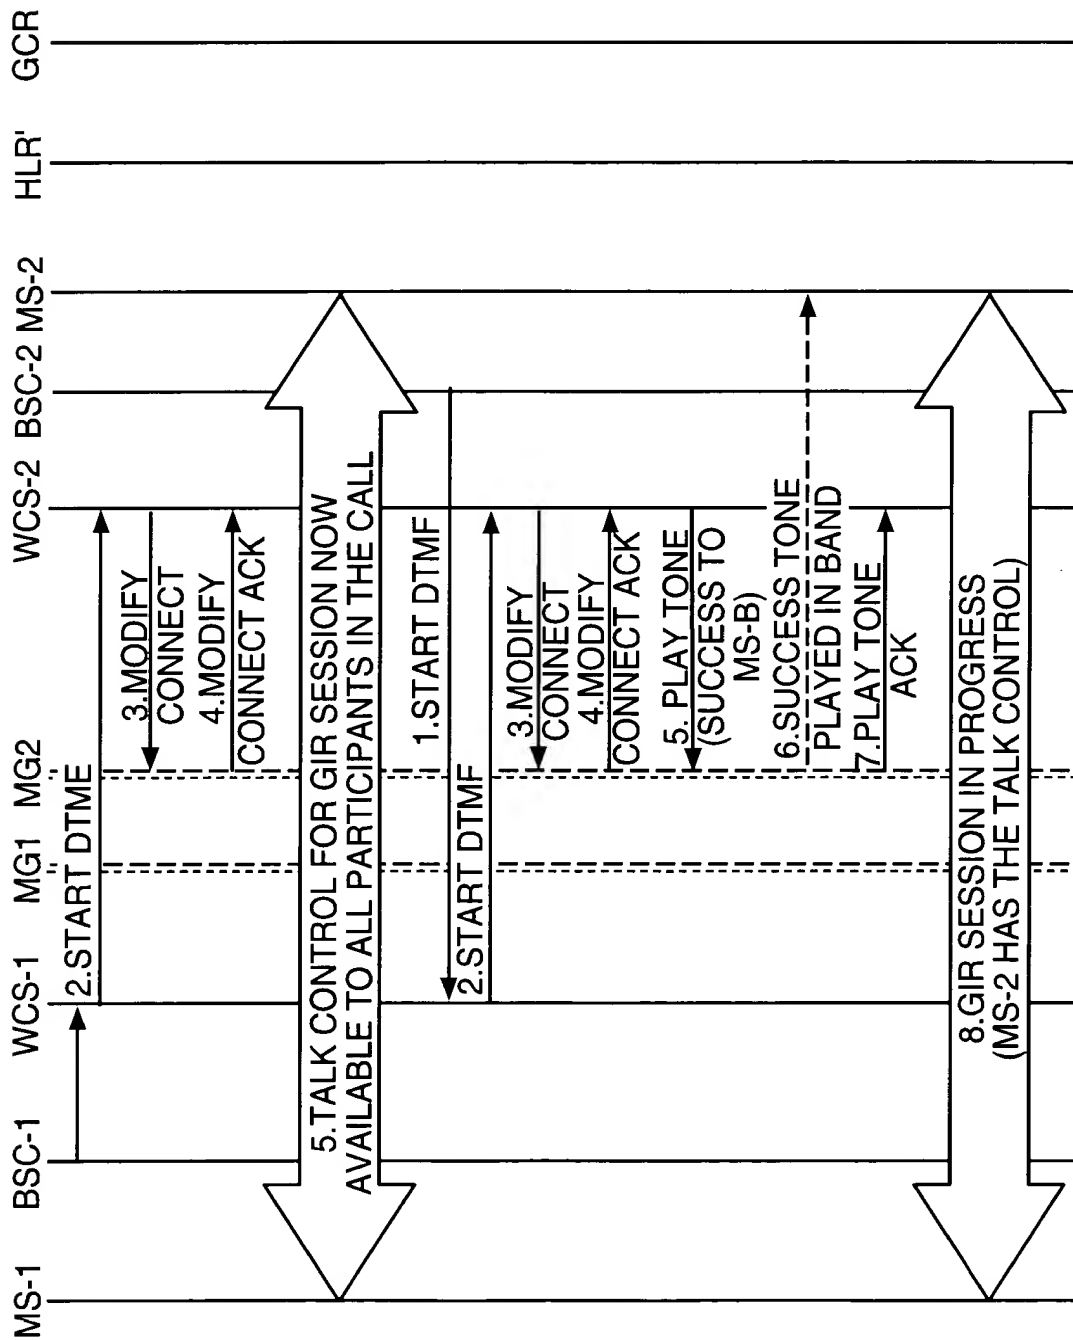 MS-1
BSC-1
WCS-1
MG1
MG2
WCS-2
BSC-2
MS-2
HLR'
GCR
2.START DTME
3.MODIFY
CONNECT
4.MODIFY
CONNECT ACK
5.TALK CONTROL FOR GIR SESSION NOW
AVAILABLE TO ALL PARTICIPANTS IN THE CALL
1.START DTMF
2.START DTMF
3.MODIFY
CONNECT
4.MODIFY
CONNECT ACK
5. PLAY TONE
(SUCCESS TO
MS-B)
6.SUCCESS TONE
PLAYED IN BAND
7.PLAY TONE
ACK
8.GIR SESSION IN PROGRESS
(MS-2 HAS THE TALK CONTROL)